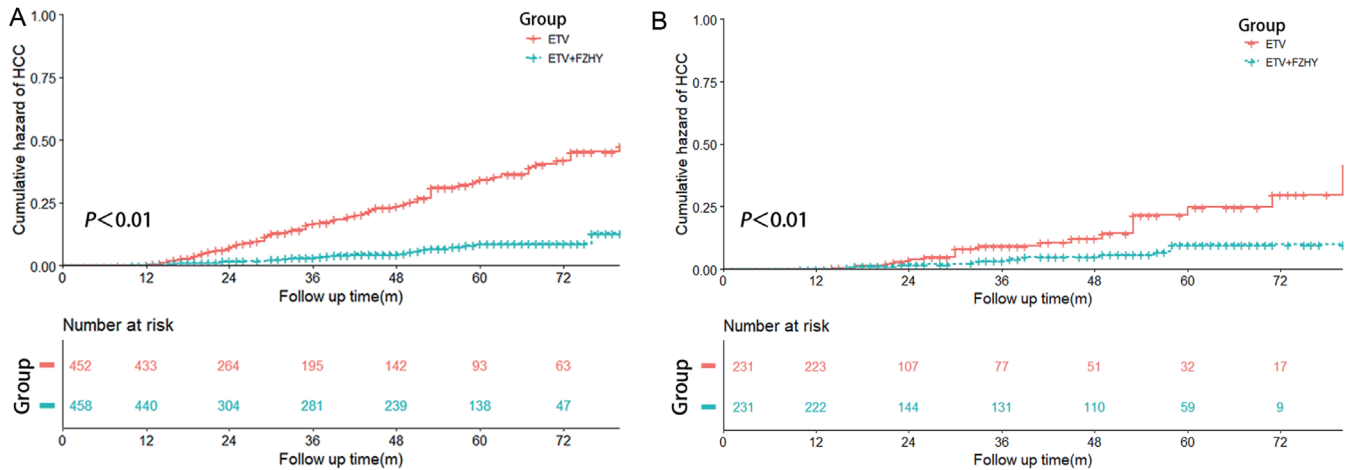 A
Group
ETV
ETV+FZHY
Cumulative hazard of HCC
1.00
0.75
0.50
0.25
0.00
P<0.01
0 12 24 36 48 60 72
Follow up time(m)
Number at risk
Group
452 433 264 195 142 93 63
458 440 304 281 239 138 47
0 12 24 36 48 60 72
Follow up time(m)
B
Group
ETV
ETV+FZHY
Cumulative hazard of HCC
1.00
0.75
0.50
0.25
0.00
P<0.01
0 12 24 36 48 60 72
Follow up time(m)
Number at risk
Group
231 223 107 77 51 32 17
231 222 144 131 110 59 9
0 12 24 36 48 60 72
Follow up time(m)